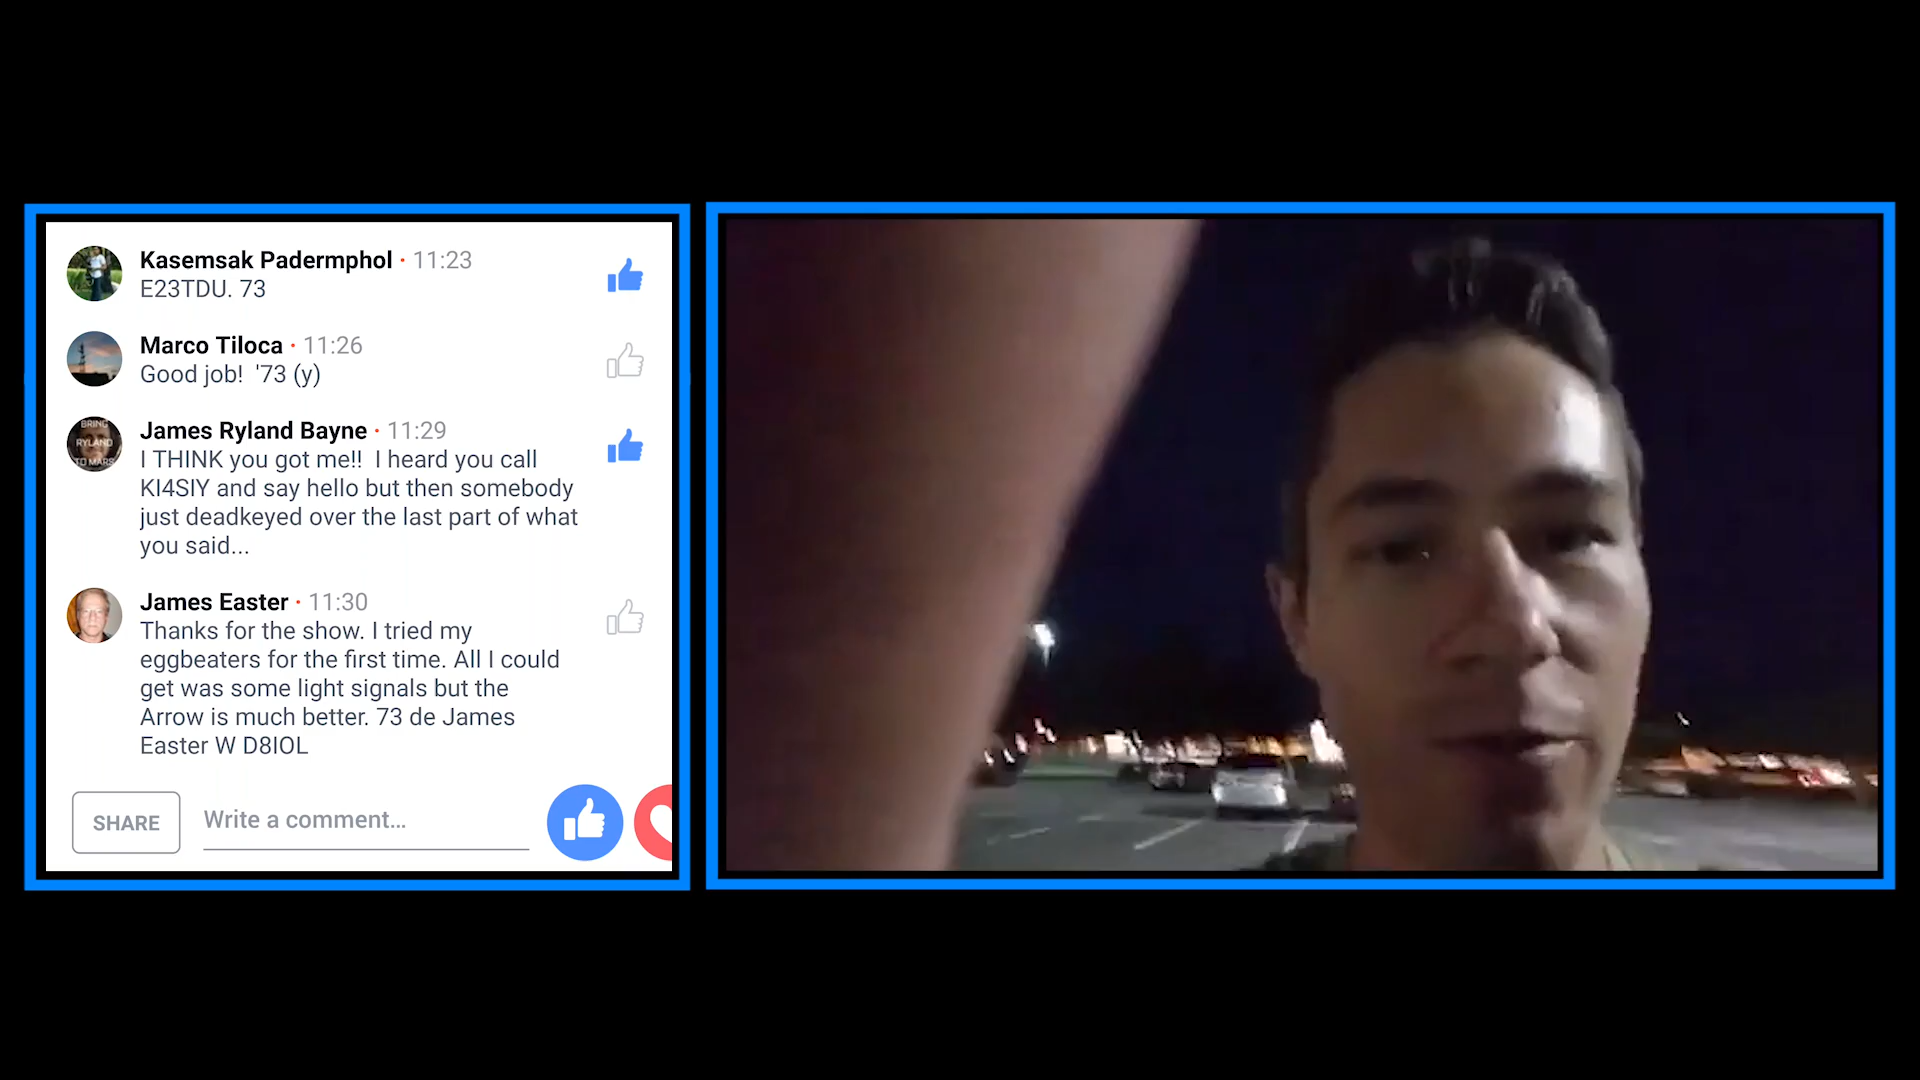 Kasemsak Padermphol · 11:23
E23TDU. 73
Marco Tiloca · 11:26
Good job!  '73 (y)
BRING
RYLAND
TO MARS
James Ryland Bayne · 11:29
I THINK you got me!!  I heard you call
KI4SIY and say hello but then somebody
just deadkeyed over the last part of what
you said...
James Easter · 11:30
Thanks for the show. I tried my
eggbeaters for the first time. All I could
get was some light signals but the
Arrow is much better. 73 de James
Easter W D8IOL
SHARE
Write a comment...